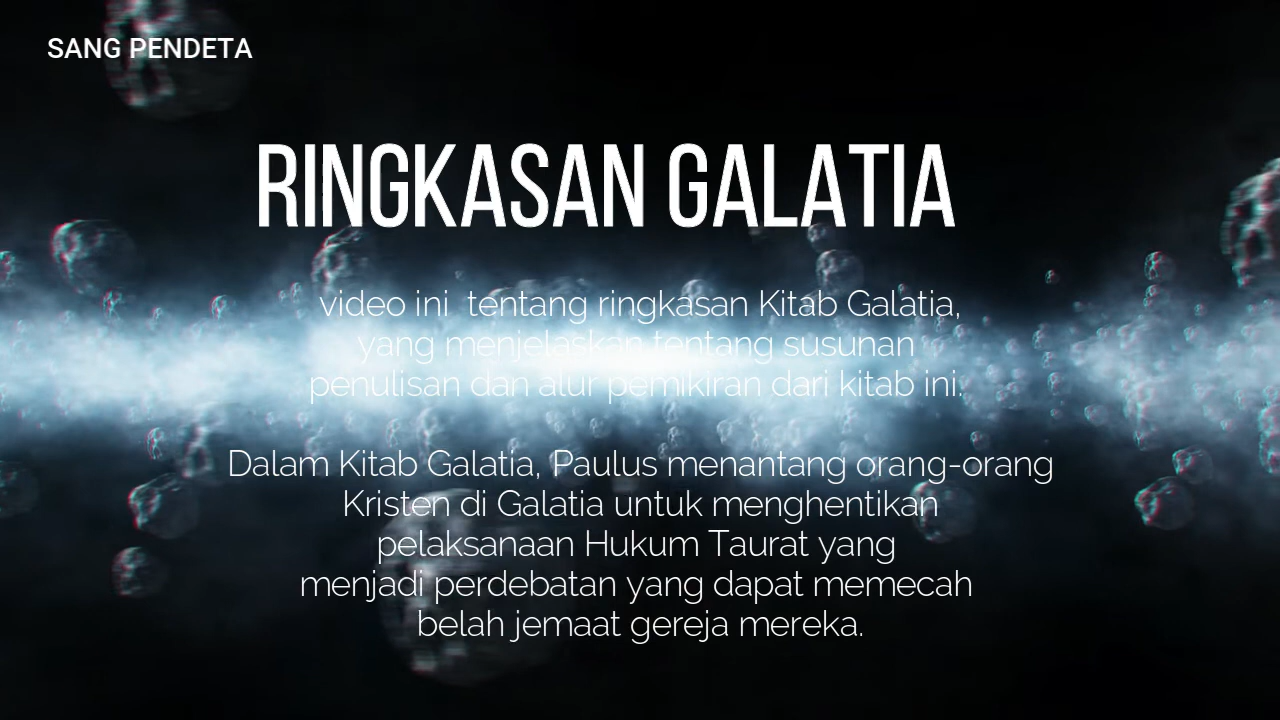 SANG PENDETA
RINGKASAN GALATIA
video ini  tentang ringkasan Kitab Galatia,
yang menjelaskan tentang susunan
penulisan dan alur pemikiran dari kitab ini.
Dalam Kitab Galatia, Paulus menantang orang-orang
Kristen di Galatia untuk menghentikan
pelaksanaan Hukum Taurat yang
menjadi perdebatan yang dapat memecah
belah jemaat gereja mereka.